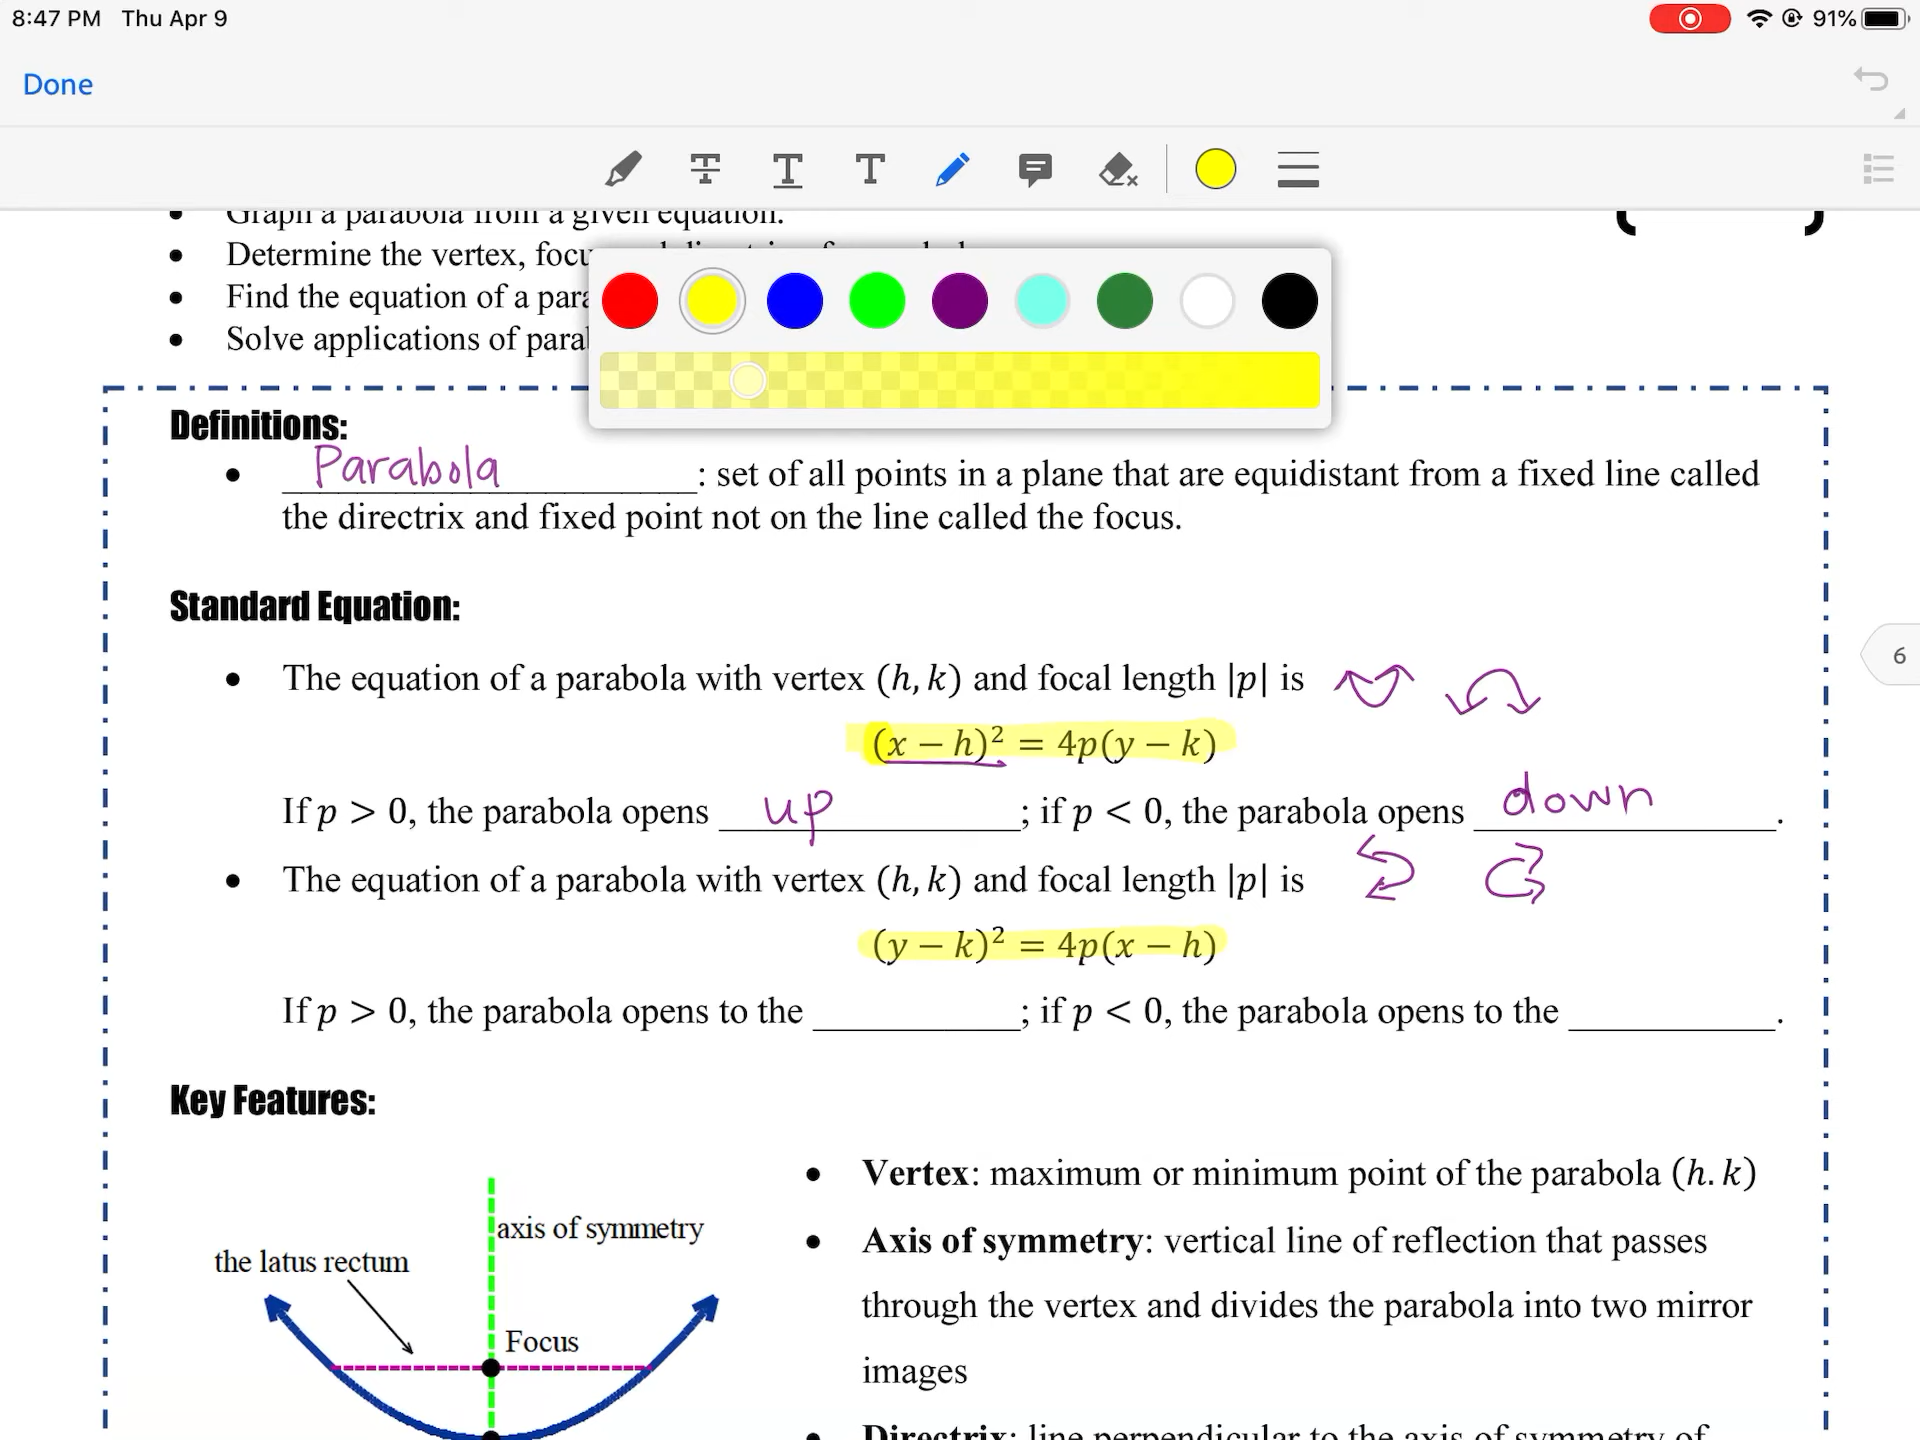 8:47 PM Thu Apr 9 91%
Done
• Graph a parabola from a given equation.
• Determine the vertex, focu
• Find the equation of a para
• Solve applications of para
Definitions:
• Parabola : set of all points in a plane that are equidistant from a fixed line called
the directrix and fixed point not on the line called the focus.
Standard Equation:
• The equation of a parabola with vertex (h, k) and focal length |p| is
(x − h)² = 4p(y − k)
If p > 0, the parabola opens up ; if p < 0, the parabola opens down .
• The equation of a parabola with vertex (h, k) and focal length |p| is
(y − k)² = 4p(x − h)
If p > 0, the parabola opens to the ___________; if p < 0, the parabola opens to the ___________.
6
Key Features:
axis of symmetry
the latus rectum
Focus
• Vertex: maximum or minimum point of the parabola (h. k)
• Axis of symmetry: vertical line of reflection that passes
through the vertex and divides the parabola into two mirror
images
• Directrix: line perpendicular to the axis of symmetry of